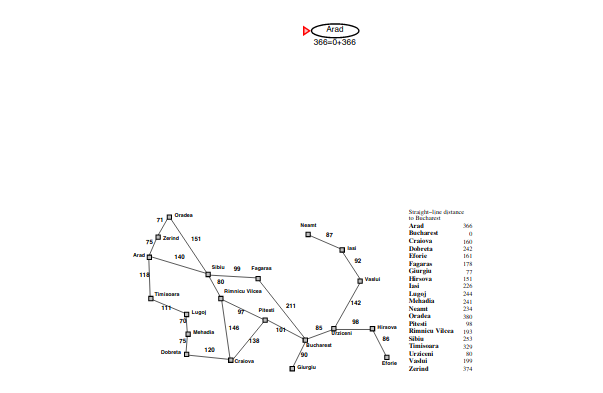 Arad
366=0+366
Oradea
71
Zerind
75
151
Arad
140
118
Sibiu
99
Fagaras
80
Rimnicu Vilcea
Timisoara
111
Lugoj
70
Mehadia
75
Dobreta
120
146
97
Pitesti
211
101
138
Craiova
Neamt
87
Iasi
92
Vaslui
142
85
98
Hirsova
Urziceni
86
Bucharest
90
Giurgiu
Eforie
Straight−line distance
to Bucharest
Arad 366
Bucharest 0
Craiova 160
Dobreta 242
Eforie 161
Fagaras 178
Giurgiu 77
Hirsova 151
Iasi 226
Lugoj 244
Mehadia 241
Neamt 234
Oradea 380
Pitesti 98
Rimnicu Vilcea 193
Sibiu 253
Timisoara 329
Urziceni 80
Vaslui 199
Zerind 374